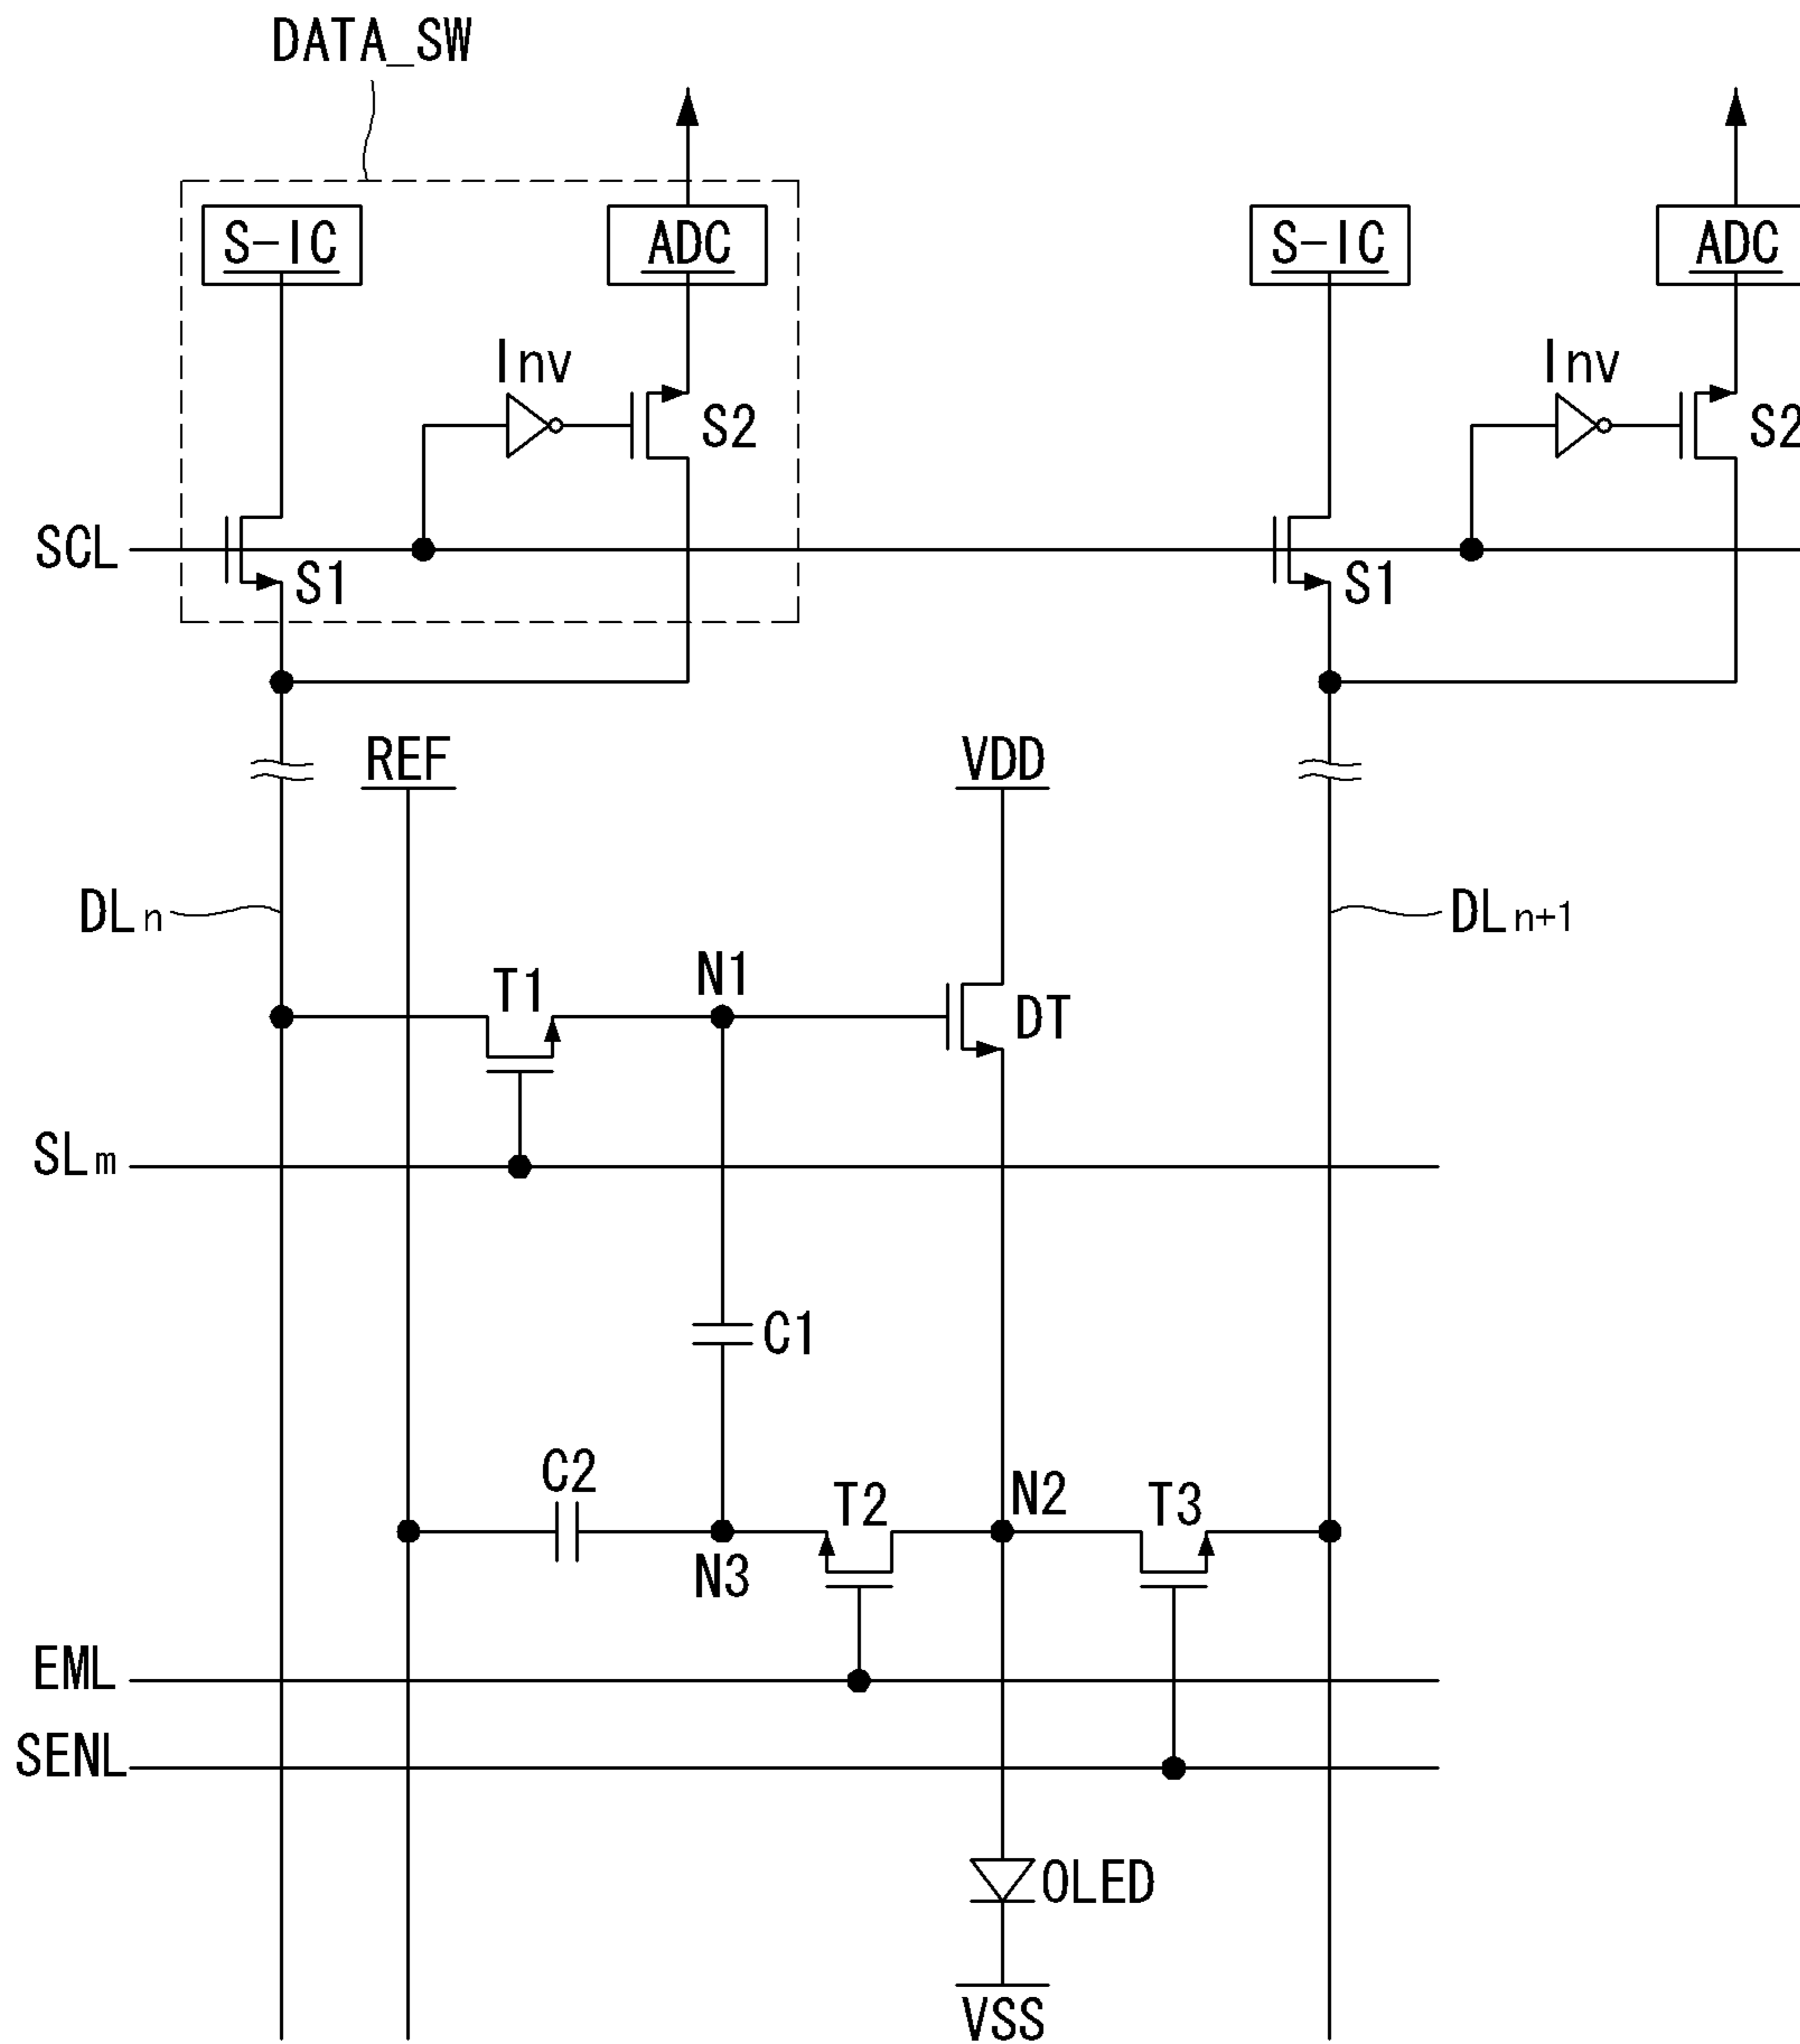 DATA_SW
S-IC ADC S-IC ADC
Inv Inv
S2 S2
SCL
S1 S1
REF VDD
DLn DLn+1
T1 N1
DT
SLm
C1
C2 T2 N2 T3
N3
EML
SENL
OLED
VSS